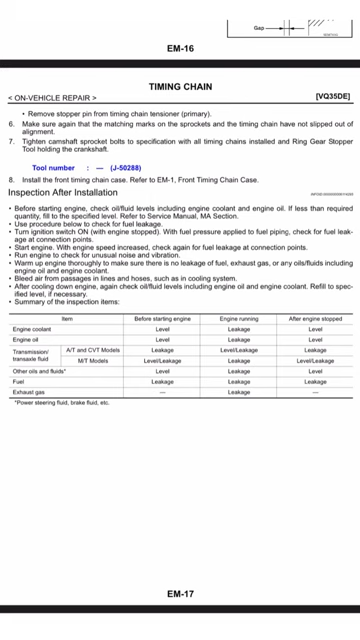 Gap
EM-16
TIMING CHAIN
< ON-VEHICLE REPAIR >
[VQ35DE]
• Remove stopper pin from timing chain tensioner (primary).
6. Make sure again that the matching marks on the sprockets and the timing chain have not slipped out of
alignment.
7. Tighten camshaft sprocket bolts to specification with all timing chains installed and Ring Gear Stopper
Tool holding the crankshaft.
Tool number : — (J-50288)
8. Install the front timing chain case. Refer to EM-1, Front Timing Chain Case.
Inspection After Installation
• Before starting engine, check oil/fluid levels including engine coolant and engine oil. If less than required
quantity, fill to the specified level. Refer to Service Manual, MA Section.
• Use procedure below to check for fuel leakage.
• Turn ignition switch ON (with engine stopped). With fuel pressure applied to fuel piping, check for fuel leak-
age at connection points.
• Start engine. With engine speed increased, check again for fuel leakage at connection points.
• Run engine to check for unusual noise and vibration.
• Warm up engine thoroughly to make sure there is no leakage of fuel, exhaust gas, or any oils/fluids including
engine oil and engine coolant.
• Bleed air from passages in lines and hoses, such as in cooling system.
• After cooling down engine, again check oil/fluid levels including engine oil and engine coolant. Refill to spec-
ified level, if necessary.
• Summary of the inspection items:
Item Before starting engine Engine running After engine stopped
Engine coolant Level Leakage Level
Engine oil Level Leakage Level
Transmission/
transaxle fluid
A/T and CVT Models Leakage Level/Leakage Leakage
M/T Models Level/Leakage Leakage Level/Leakage
Other oils and fluids* Level Leakage Level
Fuel Leakage Leakage Leakage
Exhaust gas — Leakage —
*Power steering fluid, brake fluid, etc.
EM-17